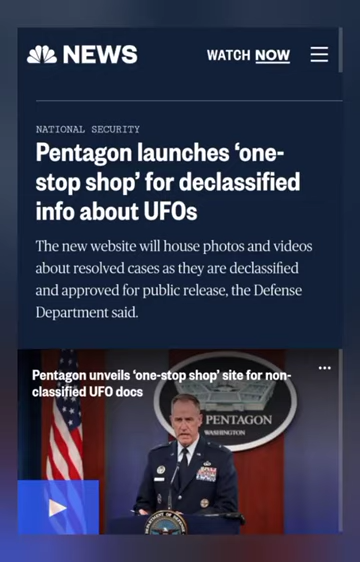 NEWS
WATCH NOW
NATIONAL SECURITY
Pentagon launches ‘one-
stop shop’ for declassified
info about UFOs
The new website will house photos and videos
about resolved cases as they are declassified
and approved for public release, the Defense
Department said.
Pentagon unveils ‘one-stop shop’ site for non-
classified UFO docs
PENTAGON
WASHINGTON